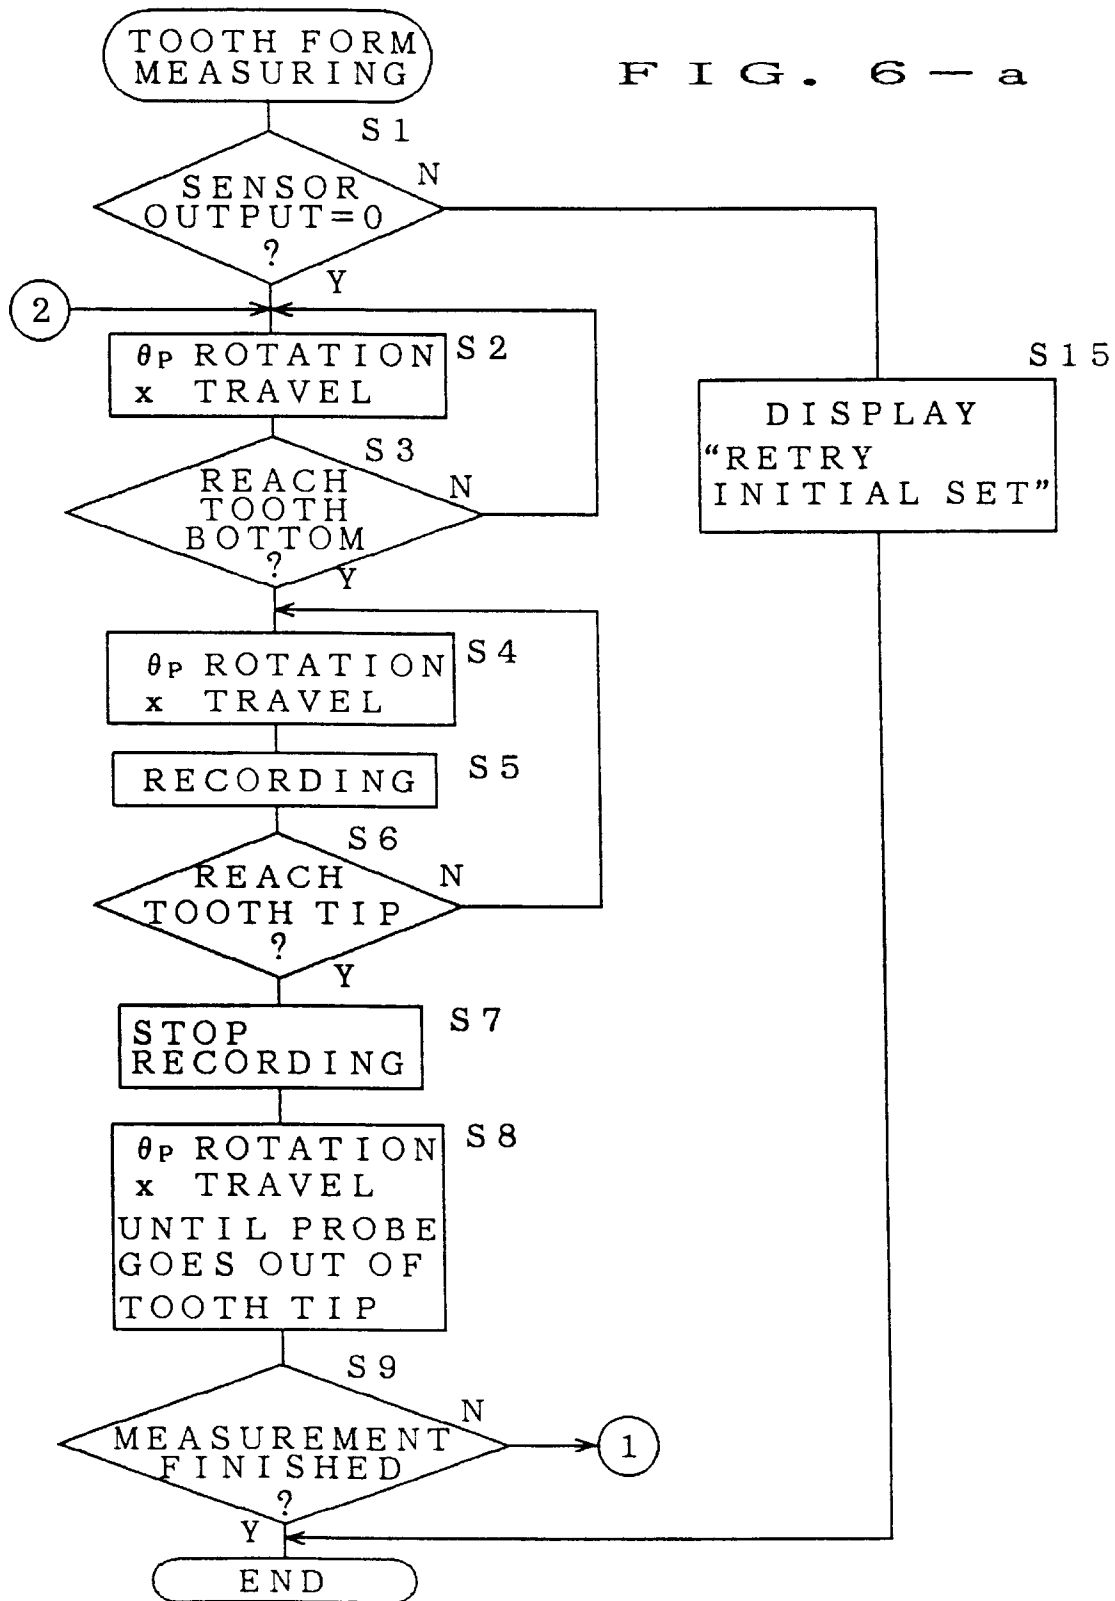 TOOTH FORM
MEASURING
FIG. 6-a
S1
N
SENSOR
OUTPUT=0
?
Y
2
θP ROTATION
x TRAVEL
S2
S15
DISPLAY
“RETRY
INITIAL SET”
S3
REACH
TOOTH
BOTTOM
?
N
Y
θP ROTATION
x TRAVEL
S4
RECORDING
S5
S6
REACH
TOOTH TIP
?
N
Y
STOP
RECORDING
S7
θP ROTATION
x TRAVEL
UNTIL PROBE
GOES OUT OF
TOOTH TIP
S8
S9
N
MEASUREMENT
FINISHED
?
1
Y
END